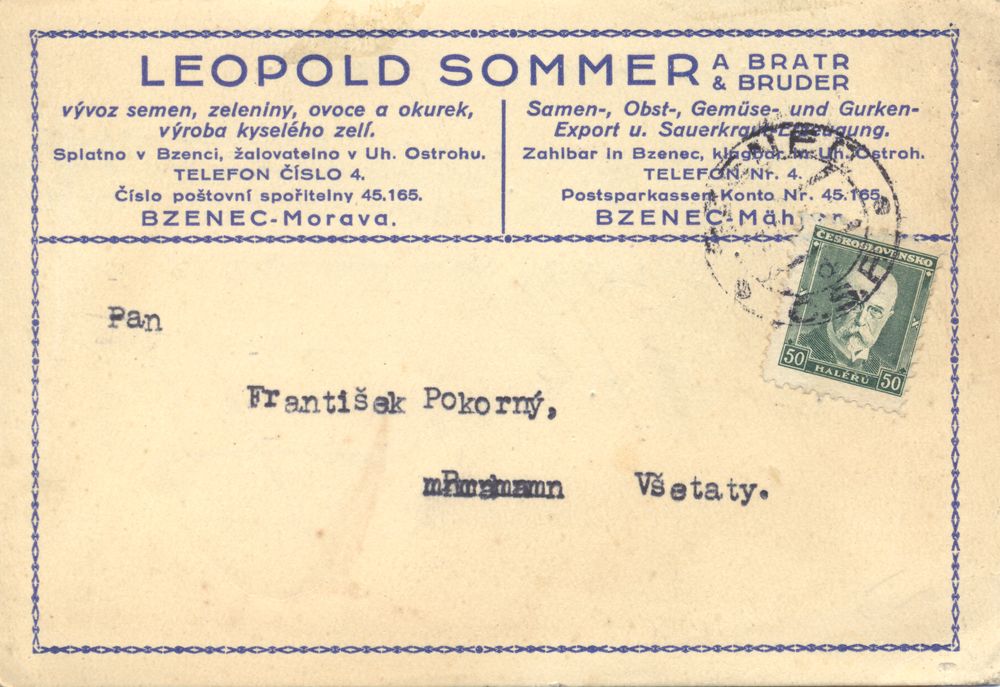 LEOPOLD SOMMER A BRATR & BRUDER
vývoz semen, zeleniny, ovoce a okurek,
výroba kyselého zelí.
Splatno v Bzenci, žalovatelno v Uh. Ostrohu.
TELEFON ČÍSLO 4.
Číslo poštovní spořitelny 45.165.
BZENEC-Morava.
Samen-, Obst-, Gemüse- und Gurken-
Export u. Sauerkraut-Erzeugung.
Zahlbar in Bzenec, klagbar in Uh. Ostroh.
TELEFON Nr. 4.
Postsparkassen Konto Nr. 45.165.
BZENEC-Mähren.
ČESKOSLOVENSKO
50 HALÉRŮ 50
Pan
František Pokorný,
Všetaty.